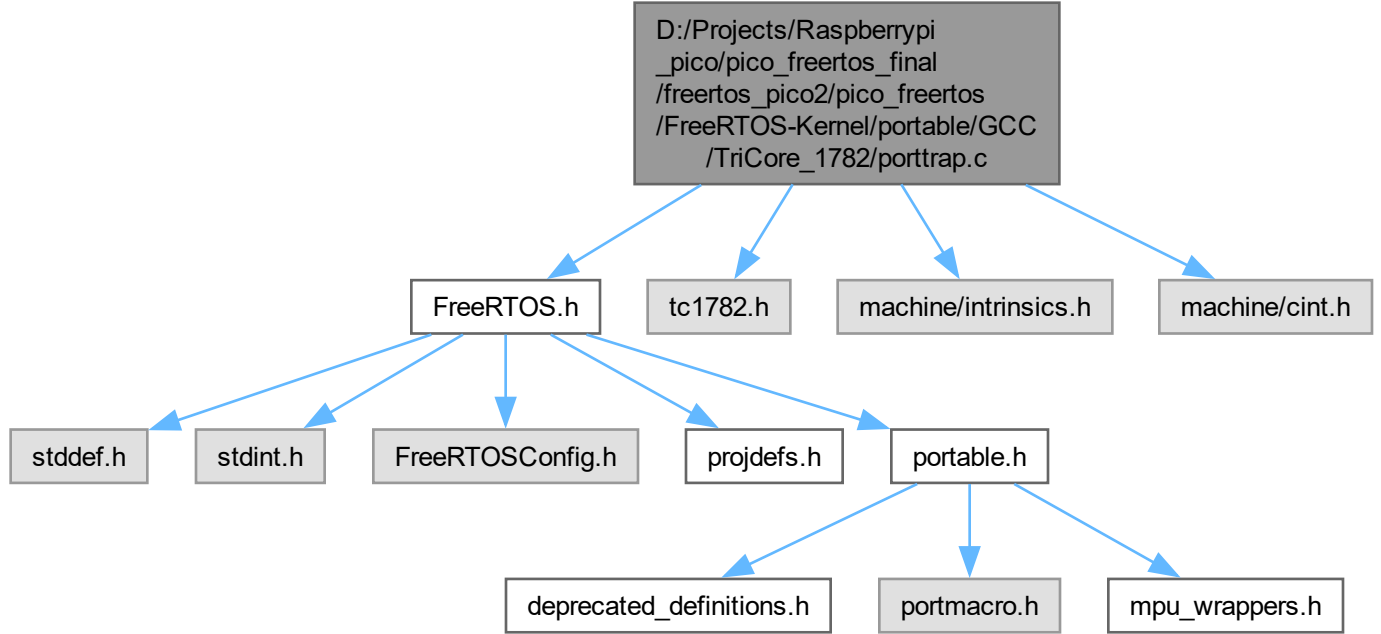 D:/Projects/Raspberrypi
_pico/pico_freertos_final
/freertos_pico2/pico_freertos
/FreeRTOS-Kernel/portable/GCC
/TriCore_1782/porttrap.c
FreeRTOS.h
tc1782.h
machine/intrinsics.h
machine/cint.h
stddef.h
stdint.h
FreeRTOSConfig.h
projdefs.h
portable.h
deprecated_definitions.h
portmacro.h
mpu_wrappers.h